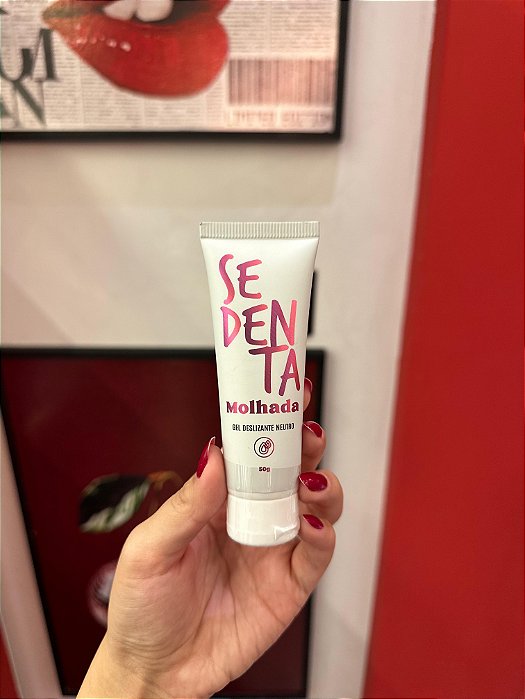 SE
DEN
TA
Molhada
GEL DESLIZANTE NEUTRO
50g